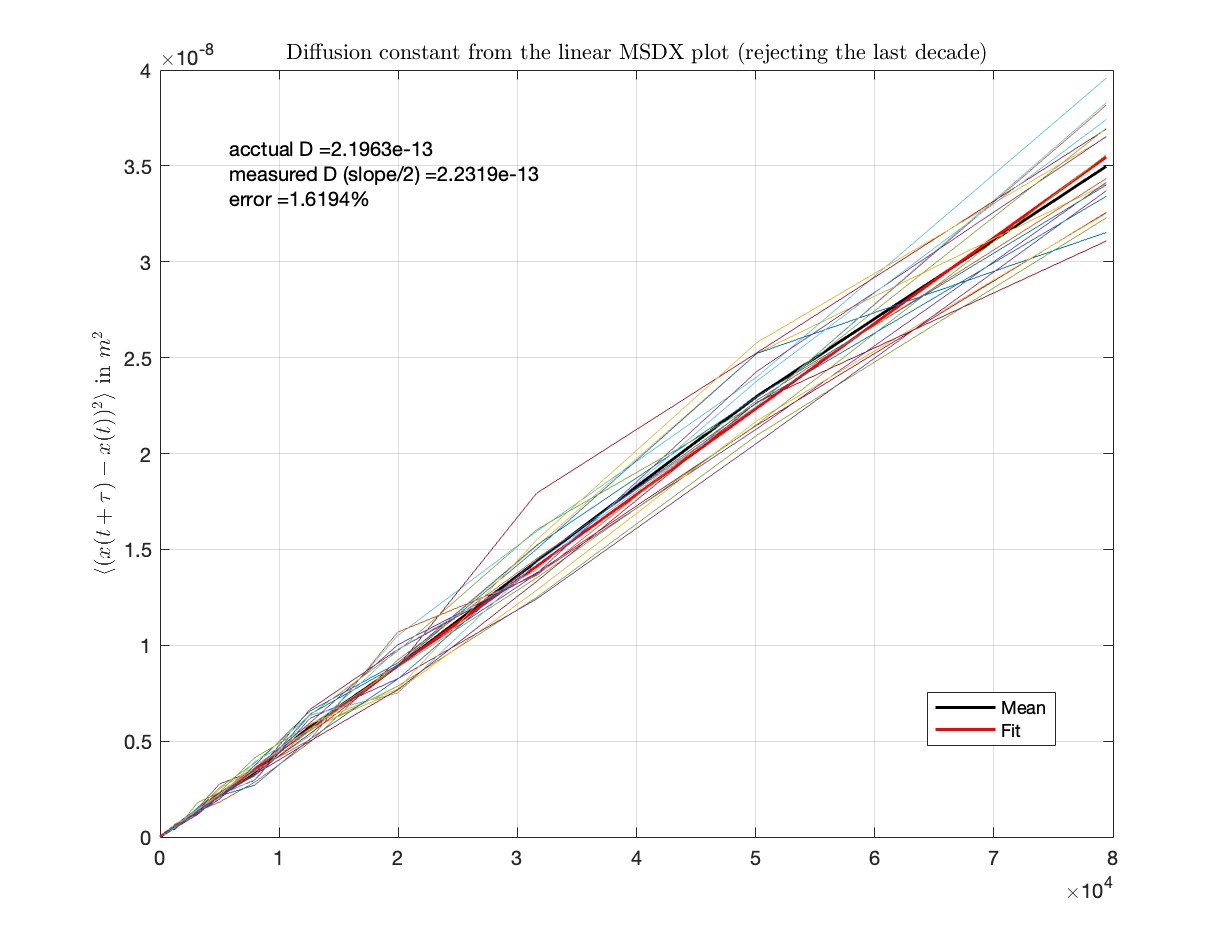 Diffusion constant from the linear MSDX plot (rejecting the last decade)
×10⁻⁸
4
acctual D =2.1963e-13
measured D (slope/2) =2.2319e-13
error =1.6194%
3.5
3
2.5
2
1.5
1
0.5
0
⟨(x(t + τ) − x(t))²⟩ in m²
Mean
Fit
0 1 2 3 4 5 6 7 8
×10⁴